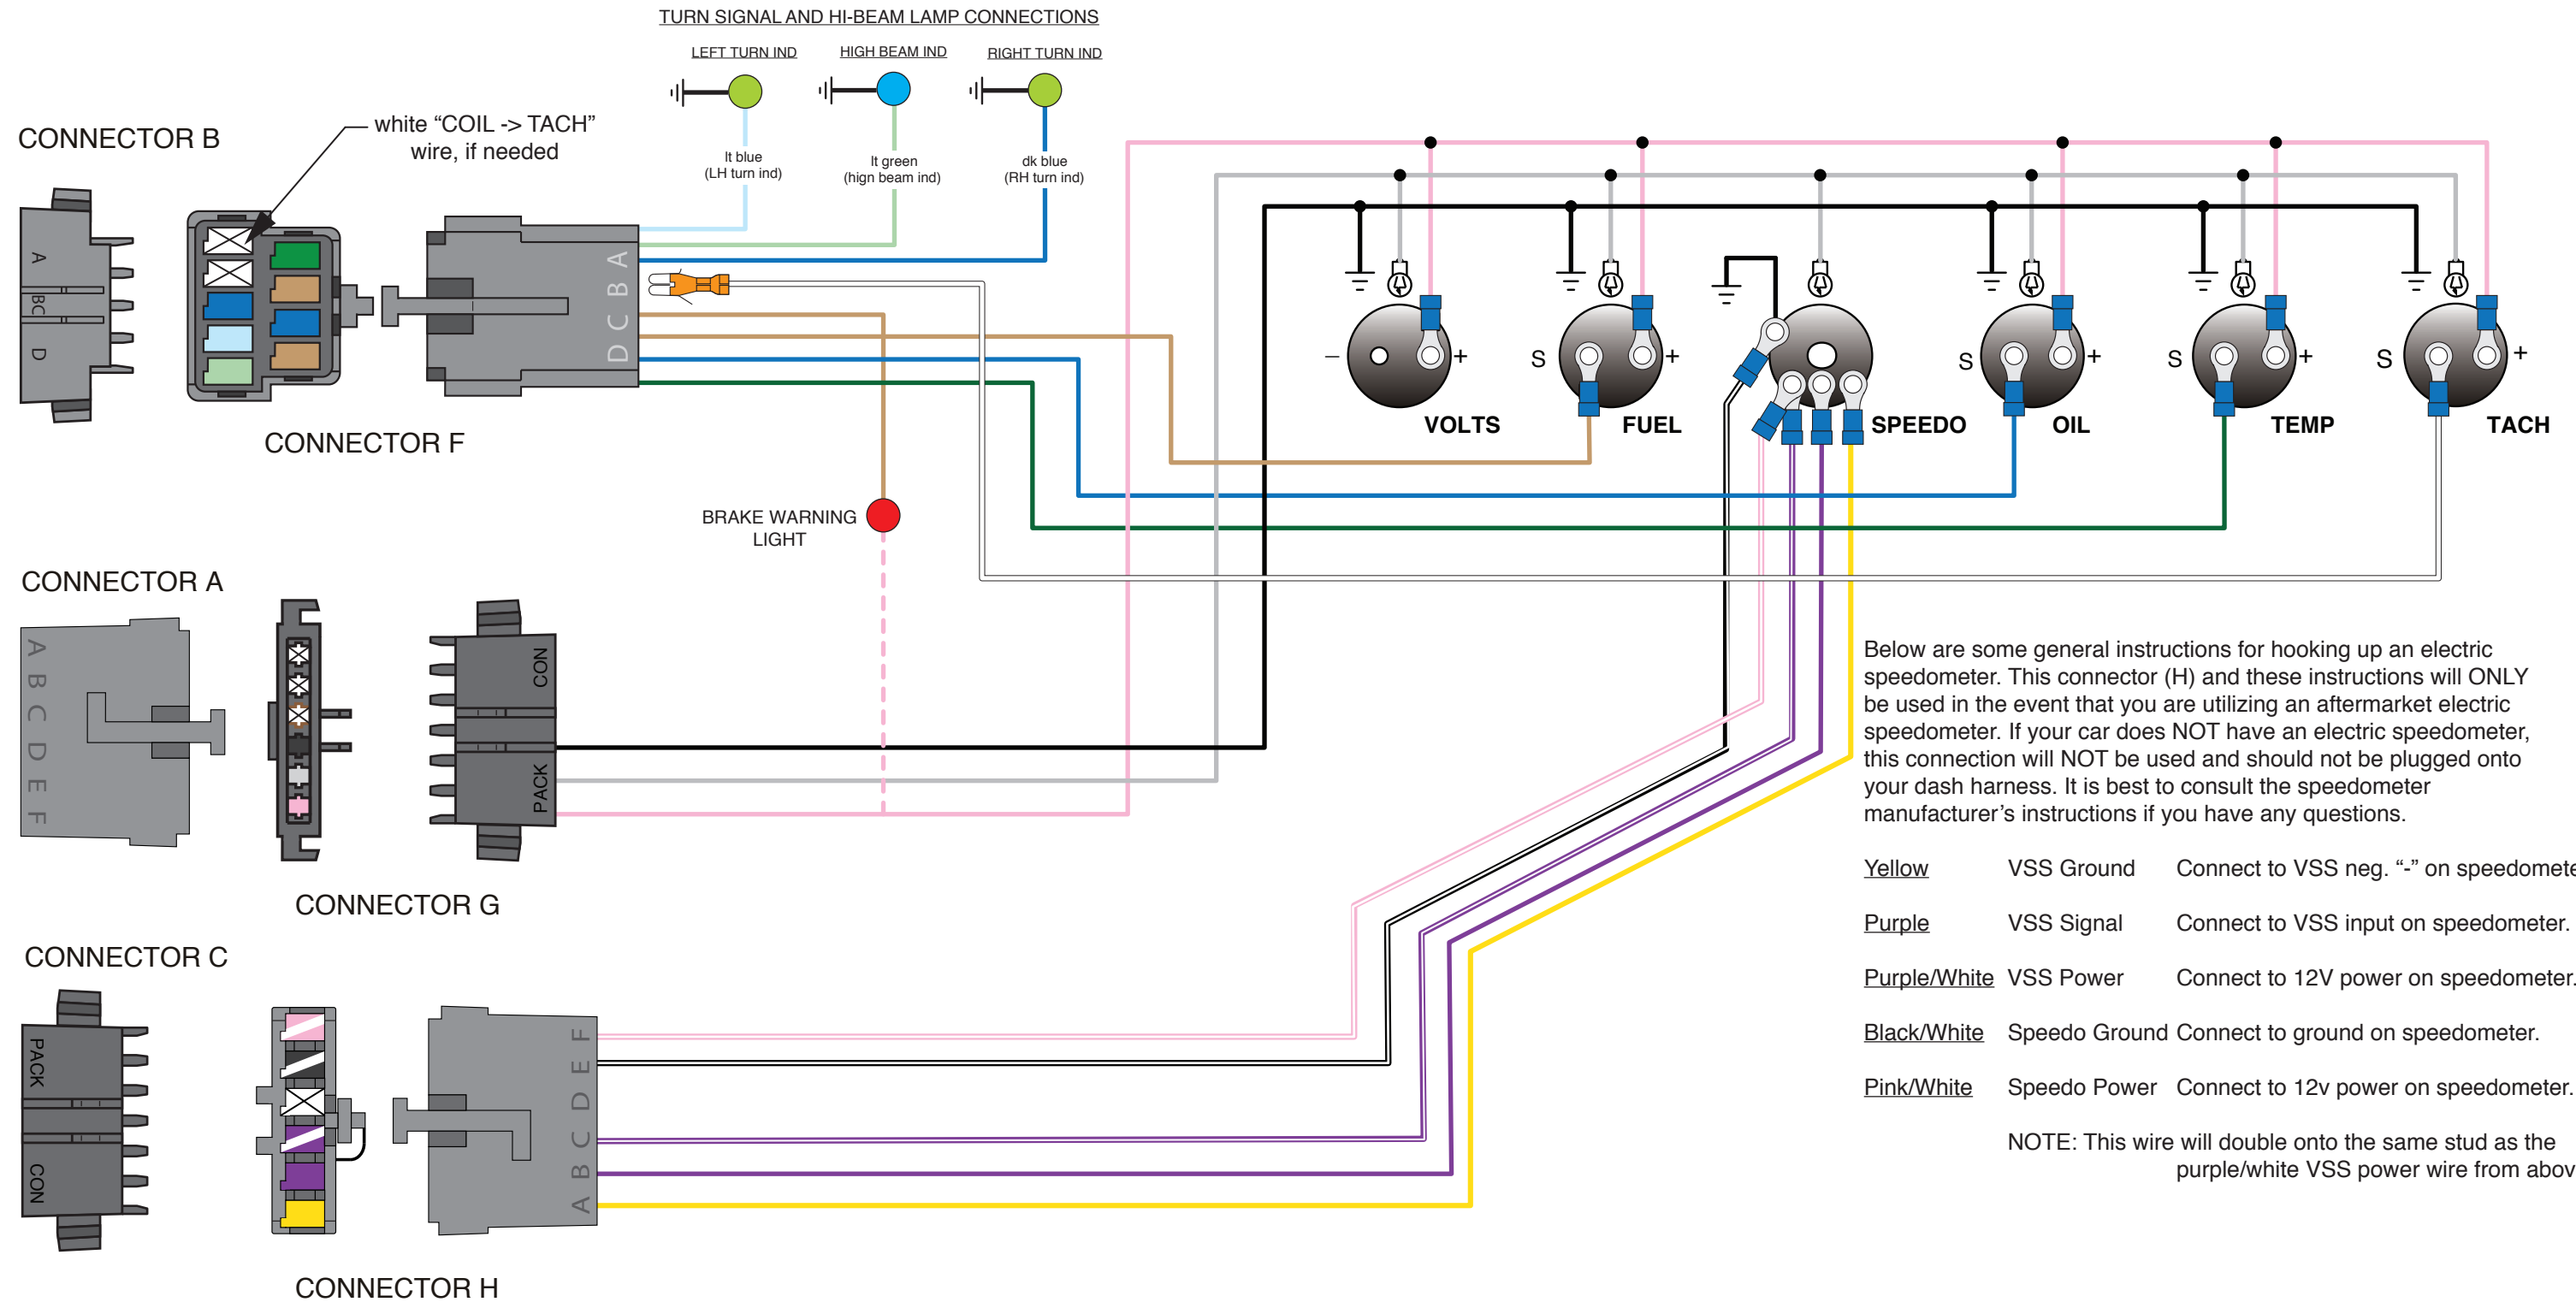 TURN SIGNAL AND HI-BEAM LAMP CONNECTIONS
LEFT TURN IND
HIGH BEAM IND
RIGHT TURN IND
CONNECTOR B
white “COIL -> TACH”
wire, if needed
lt blue
(LH turn ind)
lt green
(hign beam ind)
dk blue
(RH turn ind)
A
BC
D
D C B A
CONNECTOR F
–
+
VOLTS
S
+
FUEL
SPEEDO
S
+
OIL
S
+
TEMP
S
+
TACH
BRAKE WARNING
LIGHT
CONNECTOR A
A B C D E F
CON
PACK
CONNECTOR G
Below are some general instructions for hooking up an electric
speedometer. This connector (H) and these instructions will ONLY
be used in the event that you are utilizing an aftermarket electric
speedometer. If your car does NOT have an electric speedometer,
this connection will NOT be used and should not be plugged onto
your dash harness. It is best to consult the speedometer
manufacturer’s instructions if you have any questions.
Yellow VSS Ground Connect to VSS neg. “-” on speedomete
Purple VSS Signal Connect to VSS input on speedometer.
Purple/White VSS Power Connect to 12V power on speedometer.
Black/White Speedo Ground Connect to ground on speedometer.
Pink/White Speedo Power Connect to 12v power on speedometer.
NOTE: This wire will double onto the same stud as the
purple/white VSS power wire from abov
CONNECTOR C
PACK
CON
A B C D E F
CONNECTOR H